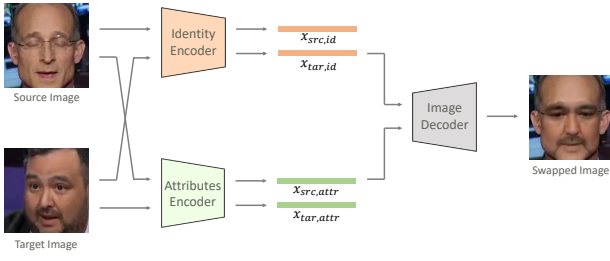 Source Image
Identity
Encoder
x_{src,id}
x_{tar,id}
Image
Decoder
Swapped Image
Target Image
Attributes
Encoder
x_{src,attr}
x_{tar,attr}